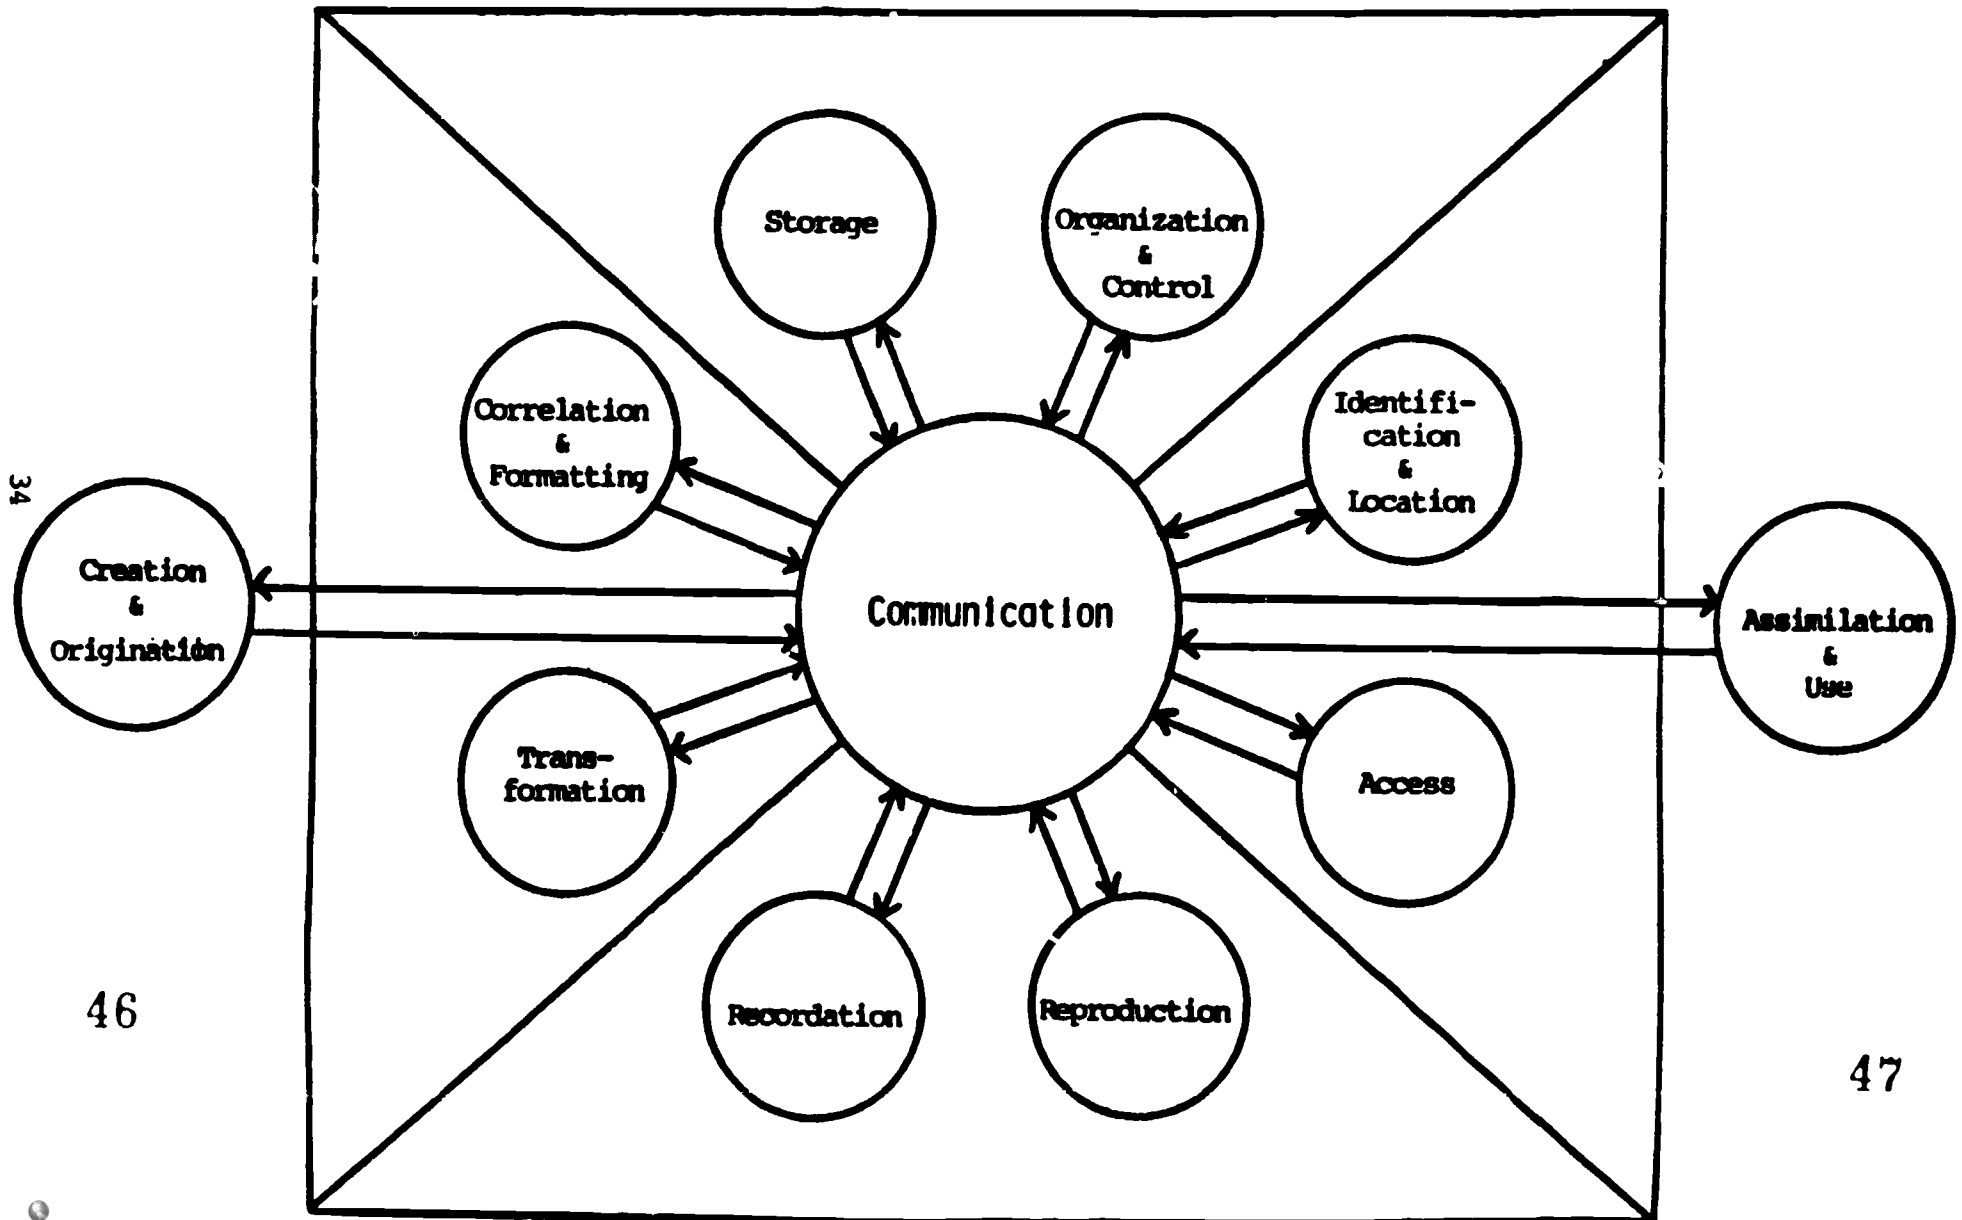 Storage
Organization
&
Control
Correlation
&
Formatting
Identifi-
cation
&
Location
34
Creation
&
Origination
Communication
Assimilation
&
Use
Trans-
formation
Access
Recordation
Reproduction
46
47